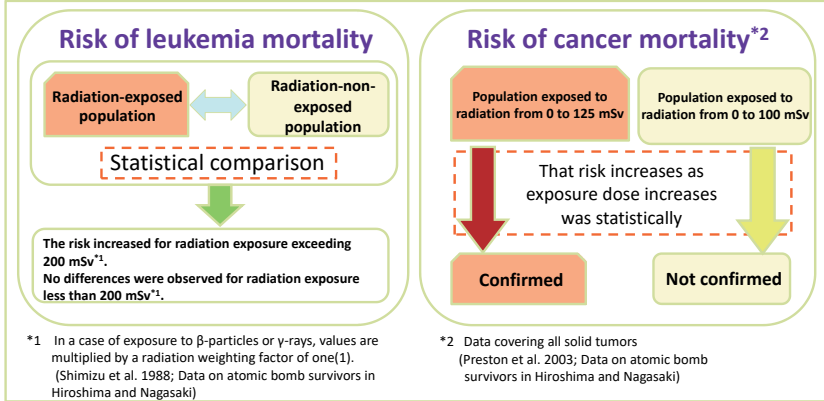 Risk of leukemia mortality
Radiation-exposed
population
Radiation-non-
exposed
population
Statistical comparison
The risk increased for radiation exposure exceeding
200 mSv*1.
No differences were observed for radiation exposure
less than 200 mSv*1.
*1 In a case of exposure to β-particles or γ-rays, values are
multiplied by a radiation weighting factor of one(1).
(Shimizu et al. 1988; Data on atomic bomb survivors in
Hiroshima and Nagasaki)
Risk of cancer mortality*2
Population exposed to
radiation from 0 to 125 mSv
Population exposed to
radiation from 0 to 100 mSv
That risk increases as
exposure dose increases
was statistically
Confirmed
Not confirmed
*2 Data covering all solid tumors
(Preston et al. 2003; Data on atomic bomb
survivors in Hiroshima and Nagasaki)